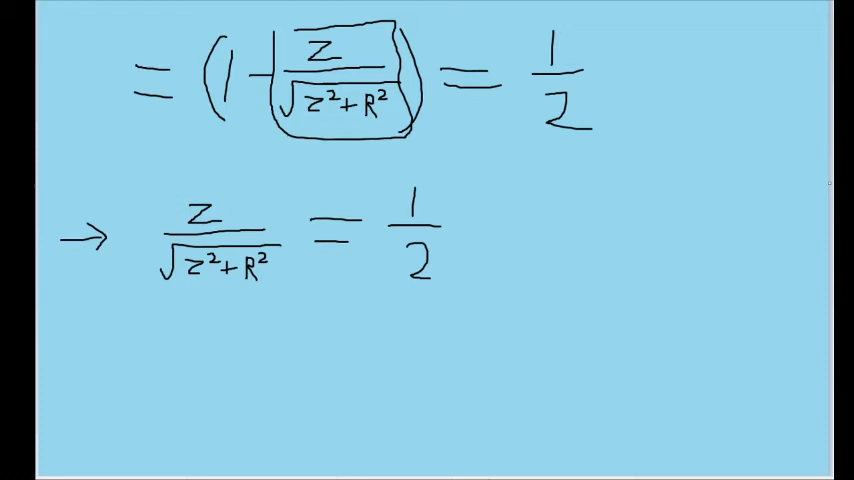 = (1 - z/√(z²+R²)) = 1/2
→ z/√(z²+R²) = 1/2